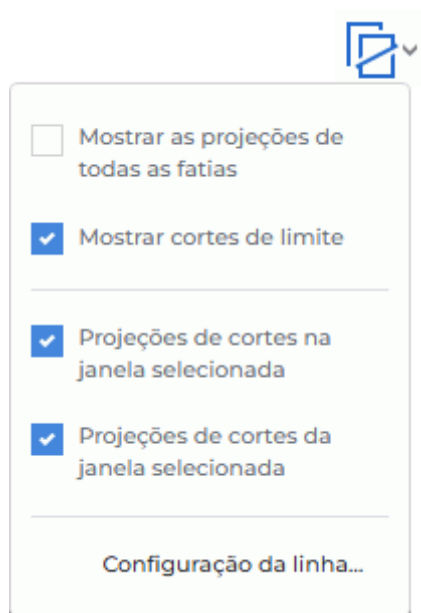 Mostrar as projeções de
todas as fatias
Mostrar cortes de limite
Projeções de cortes na
janela selecionada
Projeções de cortes da
janela selecionada
Configuração da linha...